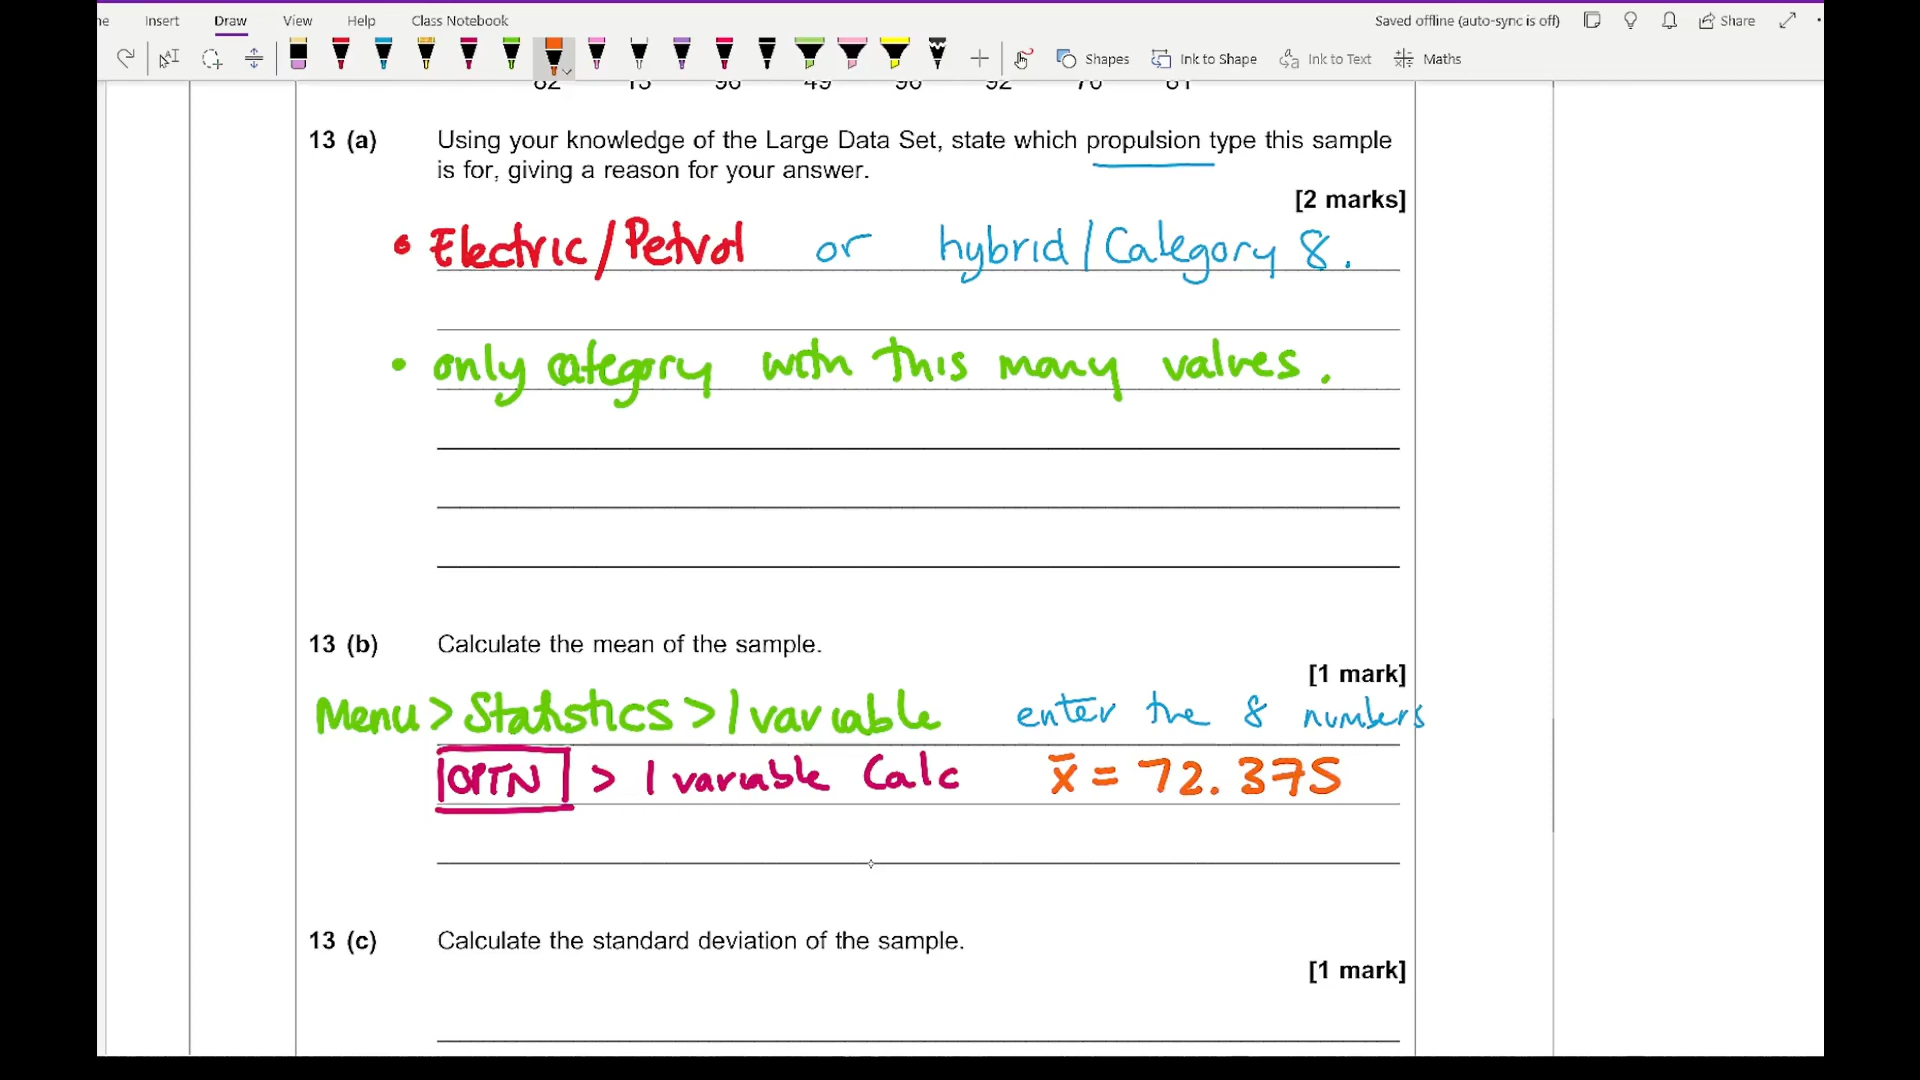 Insert Draw View Help Class Notebook Saved offline (auto-sync is off) Share
Shapes Ink to Shape Ink to Text Maths
13 (a) Using your knowledge of the Large Data Set, state which propulsion type this sample
is for, giving a reason for your answer.
[2 marks]
• Electric/Petrol or hybrid/Category 8.
• only category with this many values.
13 (b) Calculate the mean of the sample.
[1 mark]
Menu > Statistics > 1 variable enter the 8 numbers
OPTN > 1 variable Calc x̄ = 72.375
13 (c) Calculate the standard deviation of the sample.
[1 mark]